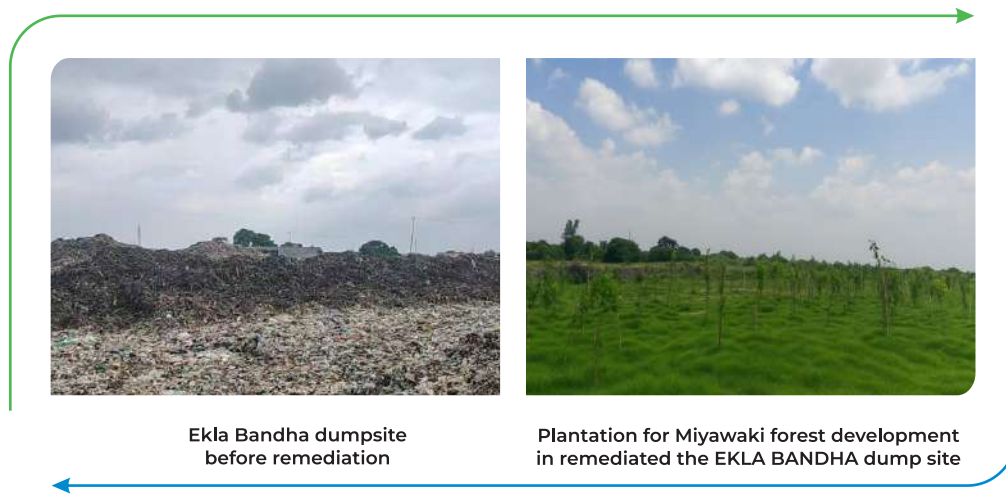 Ekla Bandha dumpsite
before remediation
Plantation for Miyawaki forest development
in remediated the EKLA BANDHA dump site